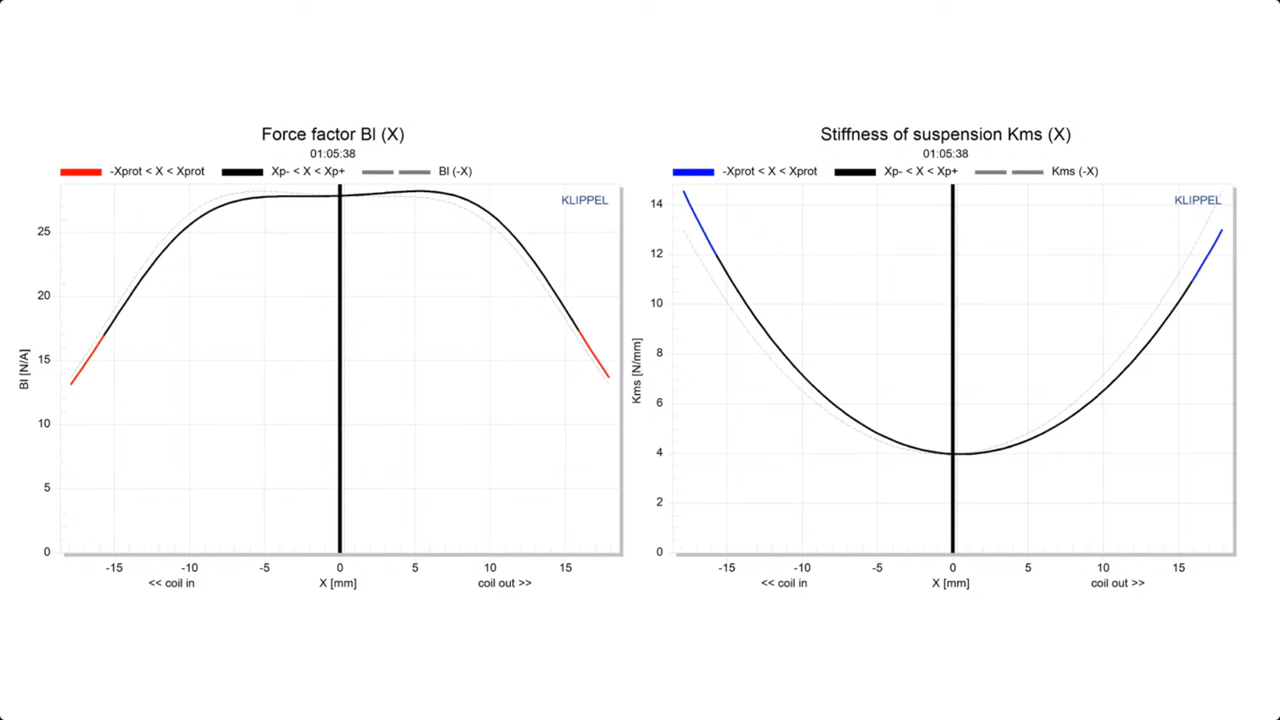 Force factor Bl (X)
01:05:38
-Xprot < X < Xprot Xp- < X < Xp+ Bl (-X)
KLIPPEL
Bl [N/A]
25
20
15
10
5
0
-15 -10 -5 0 5 10 15
<< coil in X [mm] coil out >>
Stiffness of suspension Kms (X)
01:05:38
-Xprot < X < Xprot Xp- < X < Xp+ Kms (-X)
KLIPPEL
Kms [N/mm]
14
12
10
8
6
4
2
0
-15 -10 -5 0 5 10 15
<< coil in X [mm] coil out >>